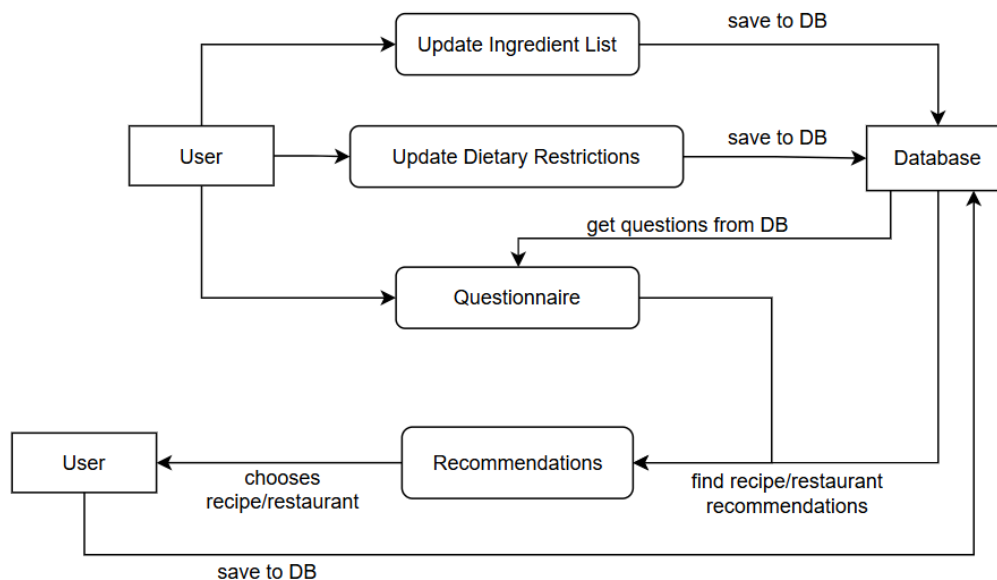 save to DB
Update Ingredient List
User
Update Dietary Restrictions
save to DB
Database
get questions from DB
Questionnaire
User
Recommendations
chooses
recipe/restaurant
find recipe/restaurant
recommendations
save to DB